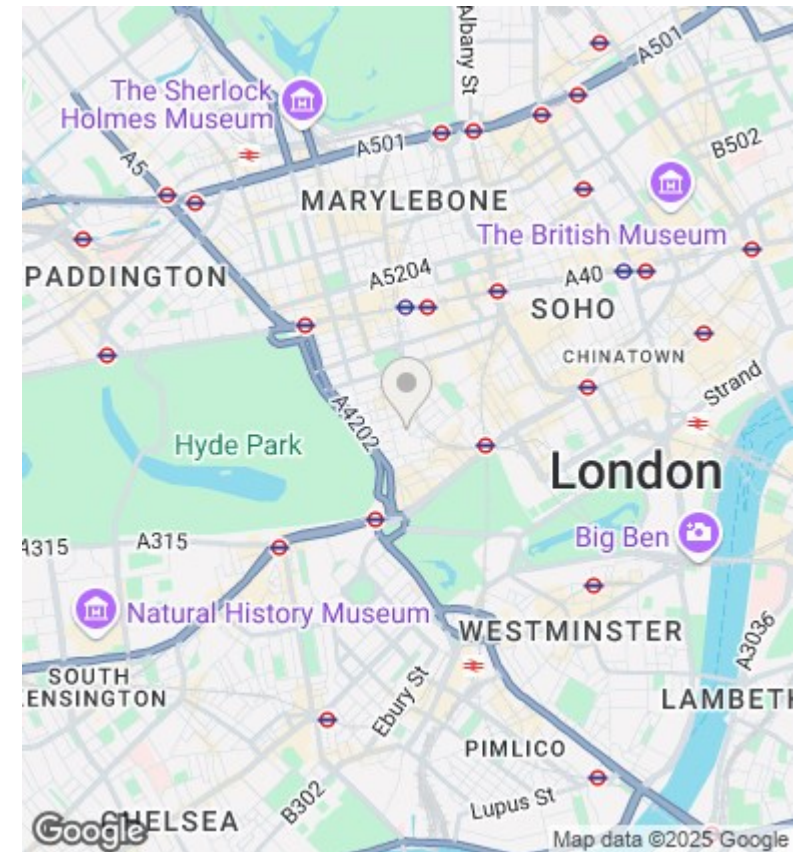 Albany St
A501
The Sherlock
Holmes Museum
A501
A5
B502
MARYLEBONE
The British Museum
PADDINGTON
A5204
A40
SOHO
CHINATOWN
Strand
A4202
Hyde Park
London
A315
A315
Big Ben
Natural History Museum
WESTMINSTER
A3036
SOUTH
KENSINGTON
Ebury St
LAMBETH
PIMLICO
B302
Lupus St
CHELSEA
Google
Map data ©2025 Google